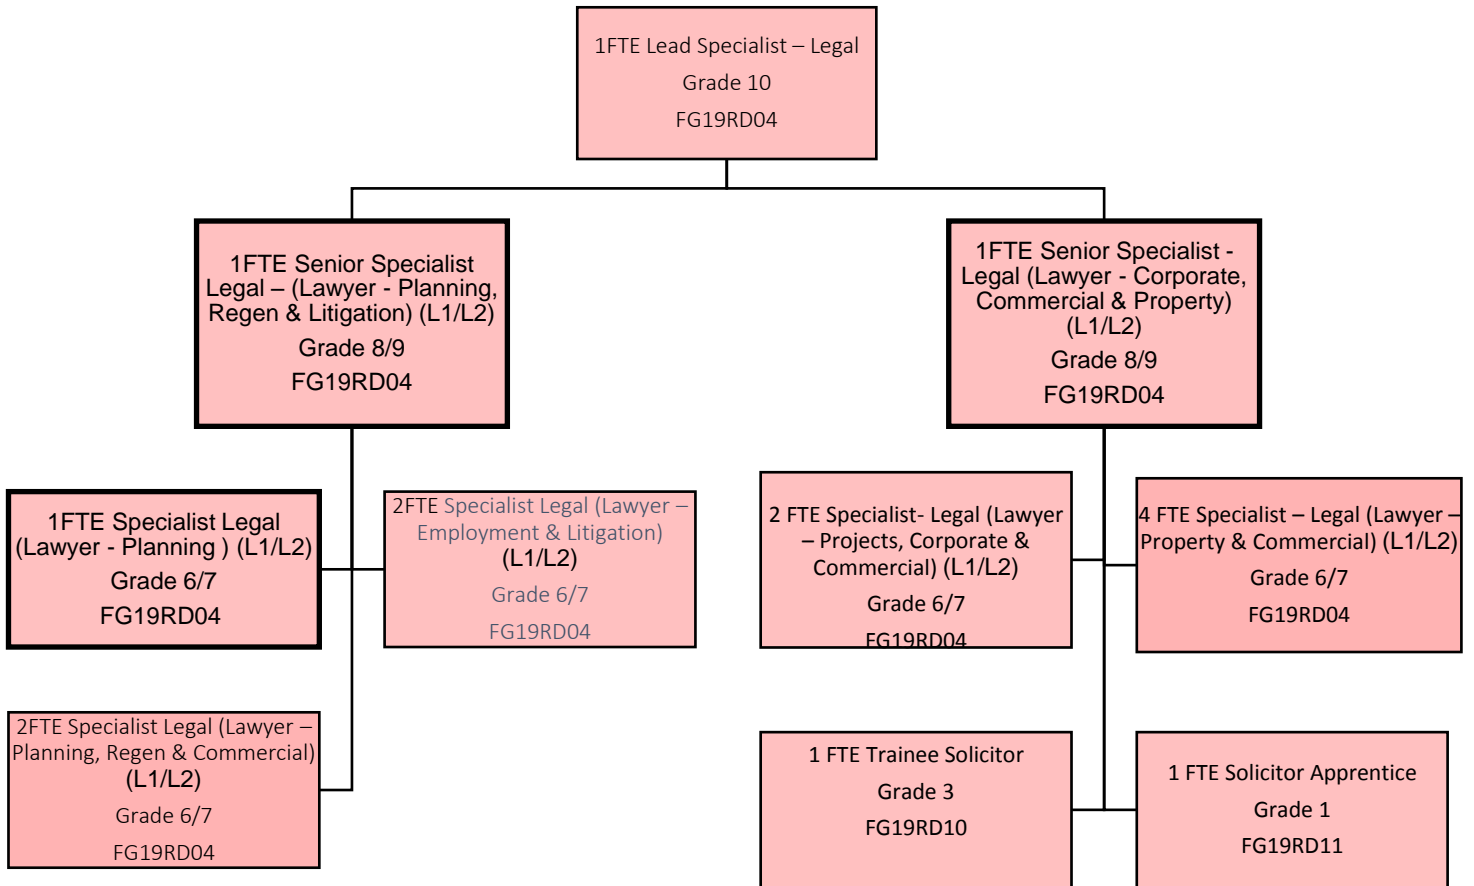 1FTE Lead Specialist – Legal
Grade 10
FG19RD04
1FTE Senior Specialist
Legal – (Lawyer - Planning,
Regen & Litigation) (L1/L2)
Grade 8/9
FG19RD04
1FTE Senior Specialist -
Legal (Lawyer - Corporate,
Commercial & Property)
(L1/L2)
Grade 8/9
FG19RD04
1FTE Specialist Legal
(Lawyer - Planning ) (L1/L2)
Grade 6/7
FG19RD04
2FTE Specialist Legal (Lawyer –
Employment & Litigation)
(L1/L2)
Grade 6/7
FG19RD04
2 FTE Specialist- Legal (Lawyer
– Projects, Corporate &
Commercial) (L1/L2)
Grade 6/7
FG19RD04
4 FTE Specialist – Legal (Lawyer –
Property & Commercial) (L1/L2)
Grade 6/7
FG19RD04
2FTE Specialist Legal (Lawyer –
Planning, Regen & Commercial)
(L1/L2)
Grade 6/7
FG19RD04
1 FTE Trainee Solicitor
Grade 3
FG19RD10
1 FTE Solicitor Apprentice
Grade 1
FG19RD11